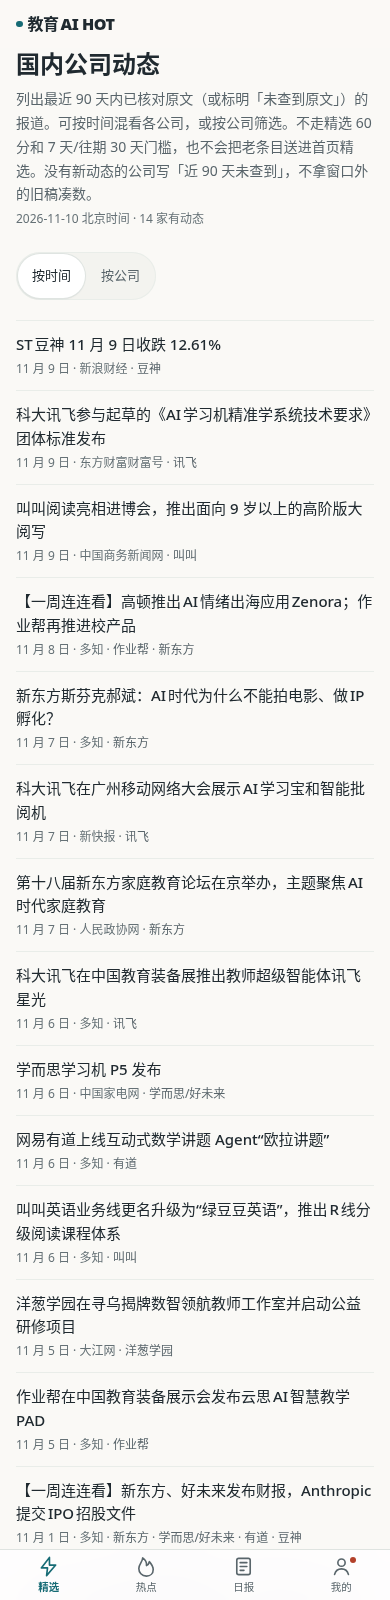 教育 AI HOT
国内公司动态
列出最近 90 天内已核对原文（或标明「未查到原文」）的
报道。可按时间混看各公司，或按公司筛选。不走精选 60
分和 7 天/往期 30 天门槛，也不会把老条目送进首页精
选。没有新动态的公司写「近 90 天未查到」，不拿窗口外
的旧稿凑数。
2026-11-10 北京时间 · 14 家有动态
按时间
按公司
ST豆神 11 月 9 日收跌 12.61%
11 月 9 日 · 新浪财经 · 豆神
科大讯飞参与起草的《AI学习机精准学系统技术要求》
团体标准发布
11 月 9 日 · 东方财富财富号 · 讯飞
叫叫阅读亮相进博会，推出面向 9 岁以上的高阶版大
阅写
11 月 9 日 · 中国商务新闻网 · 叫叫
【一周连连看】高顿推出AI情绪出海应用Zenora；作
业帮再推进校产品
11 月 8 日 · 多知 · 作业帮 · 新东方
新东方斯芬克郝斌：AI时代为什么不能拍电影、做IP
孵化？
11 月 7 日 · 多知 · 新东方
科大讯飞在广州移动网络大会展示AI学习宝和智能批
阅机
11 月 7 日 · 新快报 · 讯飞
第十八届新东方家庭教育论坛在京举办，主题聚焦AI
时代家庭教育
11 月 7 日 · 人民政协网 · 新东方
科大讯飞在中国教育装备展推出教师超级智能体讯飞
星光
11 月 6 日 · 多知 · 讯飞
学而思学习机 P5 发布
11 月 6 日 · 中国家电网 · 学而思/好未来
网易有道上线互动式数学讲题 Agent“欧拉讲题”
11 月 6 日 · 多知 · 有道
叫叫英语业务线更名升级为“绿豆豆英语”，推出R线分
级阅读课程体系
11 月 6 日 · 多知 · 叫叫
洋葱学园在寻乌揭牌数智领航教师工作室并启动公益
研修项目
11 月 5 日 · 大江网 · 洋葱学园
作业帮在中国教育装备展示会发布云思AI智慧教学
PAD
11 月 5 日 · 多知 · 作业帮
【一周连连看】新东方、好未来发布财报，Anthropic
提交IPO招股文件
11 月 1 日 · 多知 · 新东方 · 学而思/好未来 · 有道 · 豆神
精选
热点
日报
我的